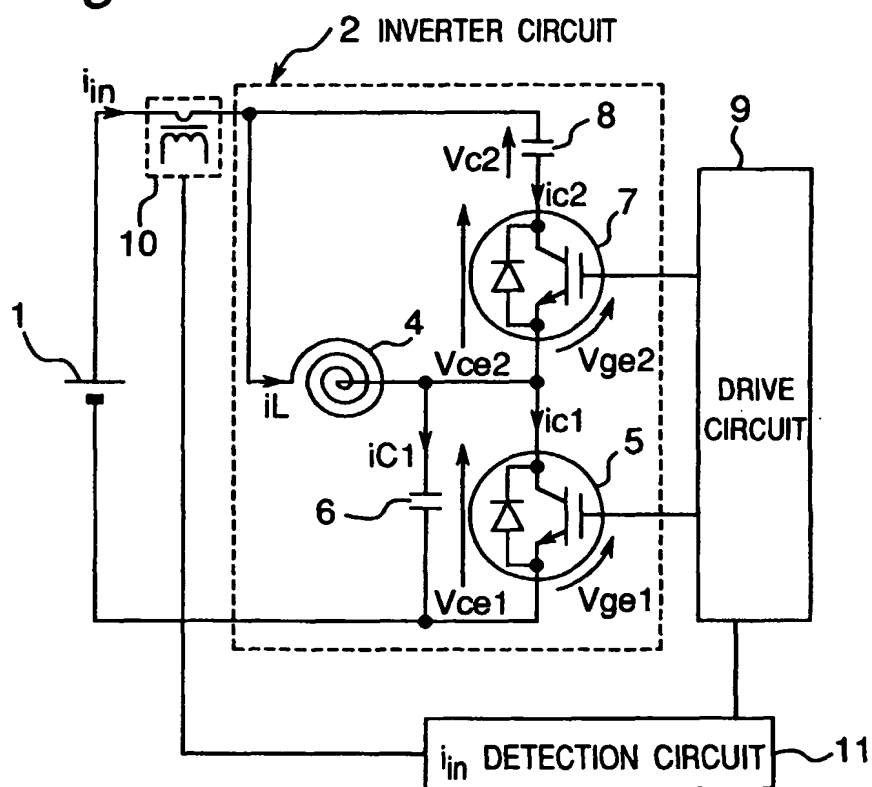 g
2 INVERTER CIRCUIT
iin
8
9
Vc2
ic2
7
10
1
4
Vce2
Vge2
DRIVE
CIRCUIT
iL
ic1
iC1
5
6
Vce1
Vge1
iin DETECTION CIRCUIT
11